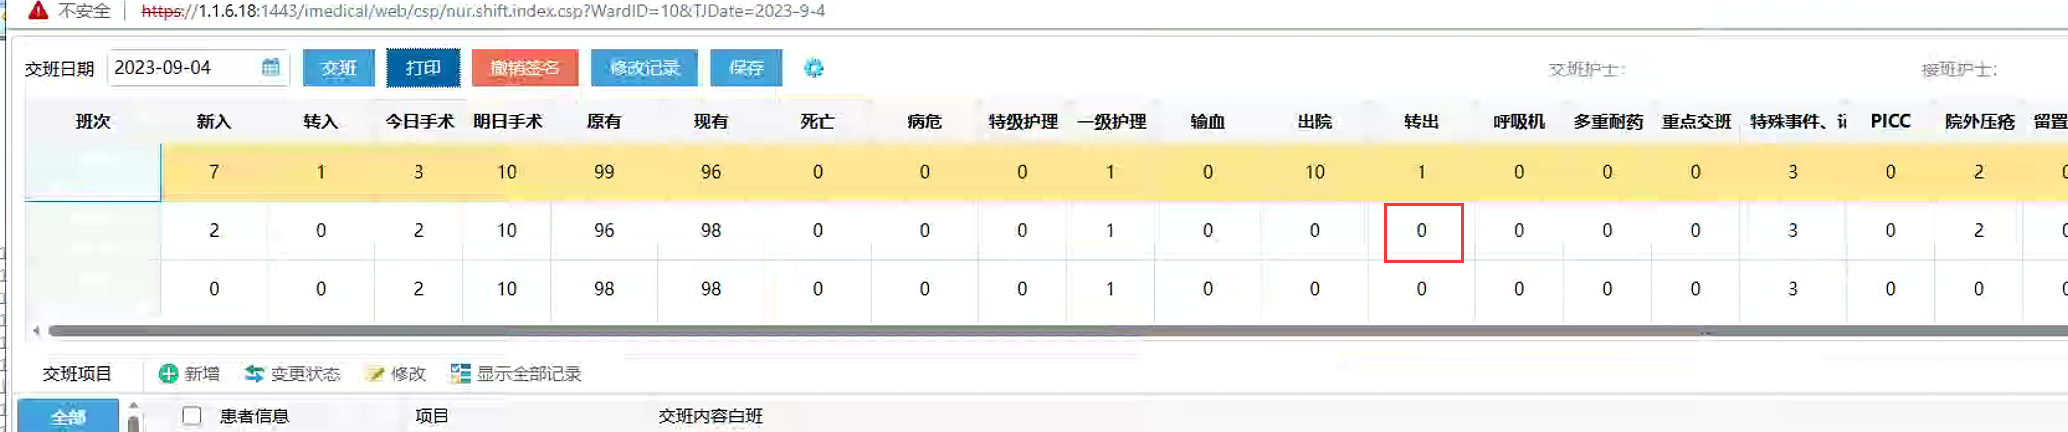 不安全 https://1.1.6.18:1443/imedical/web/csp/nur.shift.index.csp?WardID=10&TJDate=2023-9-4
交班日期 2023-09-04 交班 打印 撤销签名 修改记录 保存 交班护士: 接班护士:
班次 新入 转入 今日手术 明日手术 原有 现有 死亡 病危 特级护理 一级护理 输血 出院 转出 呼吸机 多重耐药 重点交班 特殊事件、 PICC 院外压疮 留置
7 1 3 10 99 96 0 0 0 1 0 10 1 0 0 0 3 0 2
2 0 2 10 96 98 0 0 0 1 0 0 0 0 0 0 3 0 2
0 0 2 10 98 98 0 0 0 1 0 0 0 0 0 0 3 0 0
交班项目 新增 变更状态 修改 显示全部记录
全部 患者信息 项目 交班内容白班